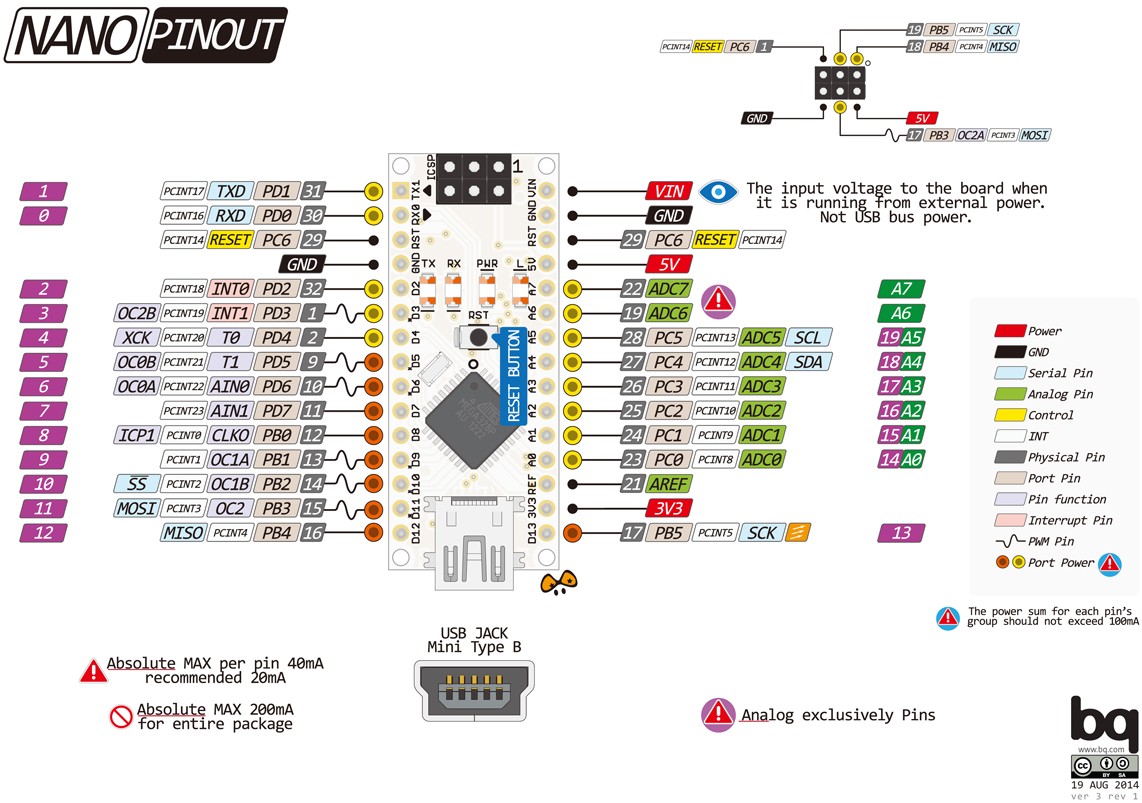 NANO PINOUT
19 PB5 PCINT5 SCK
PCINT14 RESET PC6 1
18 PB4 PCINT4 MISO
GND
5V
17 PB3 OC2A PCINT3 MOSI
ICSP
1
1 PCINT17 TXD PD1 31 TX1 VIN VIN
The input voltage to the board when
it is running from external power.
Not USB bus power.
0 PCINT16 RXD PD0 30 RX0 GND GND
PCINT14 RESET PC6 29 RST RST 29 PC6 RESET PCINT14
GND GND 5V 5V
TX RX PWR L
2 PCINT18 INT0 PD2 32 D2 A7 22 ADC7 A7
3 OC2B PCINT19 INT1 PD3 1 D3 A6 19 ADC6 A6
RST
4 XCK PCINT20 T0 PD4 2 D4 A5 28 PC5 PCINT13 ADC5 SCL 19 A5
5 OC0B PCINT21 T1 PD5 9 D5 A4 27 PC4 PCINT12 ADC4 SDA 18 A4
6 OC0A PCINT22 AIN0 PD6 10 D6 A3 26 PC3 PCINT11 ADC3 17 A3
7 PCINT23 AIN1 PD7 11 D7 A2 25 PC2 PCINT10 ADC2 16 A2
8 ICP1 PCINT0 CLKO PB0 12 D8 A1 24 PC1 PCINT9 ADC1 15 A1
9 PCINT1 OC1A PB1 13 D9 A0 23 PC0 PCINT8 ADC0 14 A0
10 SS PCINT2 OC1B PB2 14 D10 REF 21 AREF
11 MOSI PCINT3 OC2 PB3 15 D11 3V3 3V3
12 MISO PCINT4 PB4 16 D12 D13 17 PB5 PCINT5 SCK 13
RESET BUTTON
Power
GND
Serial Pin
Analog Pin
Control
INT
Physical Pin
Port Pin
Pin function
Interrupt Pin
PWM Pin
Port Power
The power sum for each pin's
group should not exceed 100mA
USB JACK
Mini Type B
Absolute MAX per pin 40mA
recommended 20mA
Absolute MAX 200mA
for entire package
Analog exclusively Pins
bq
www.bq.com
cc BY SA
19 AUG 2014
ver 3 rev 1